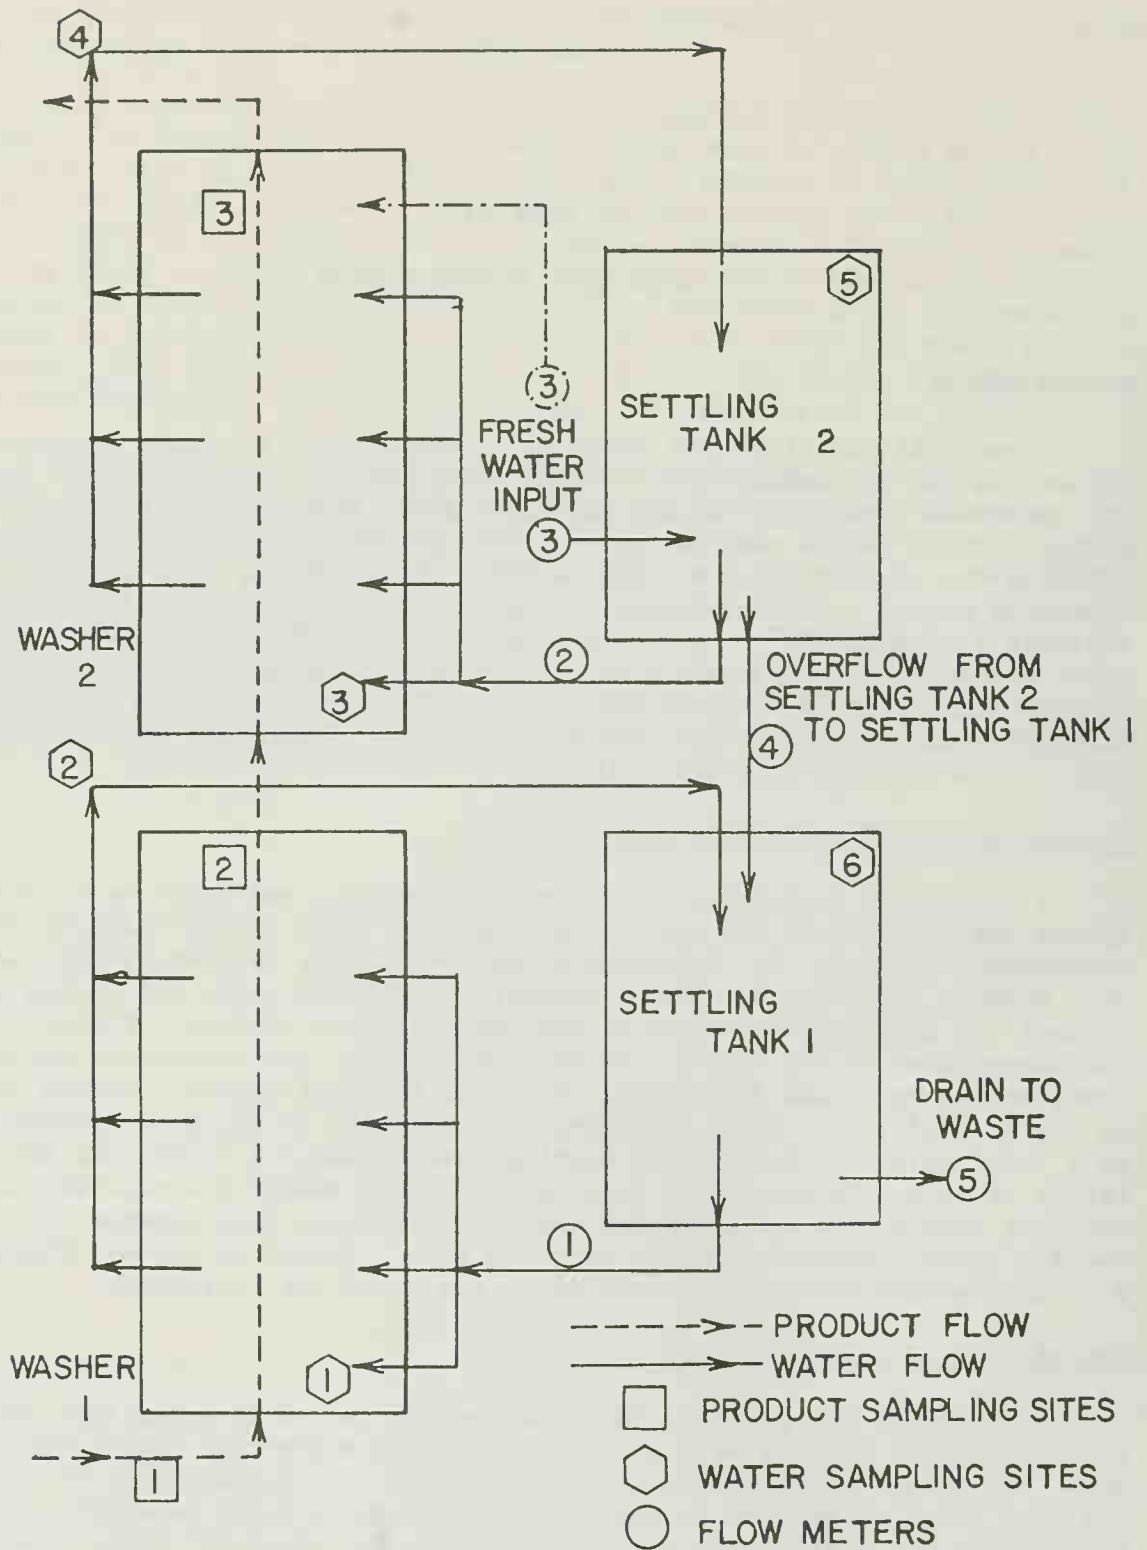 4
3
5
3
SETTLING
TANK 2
FRESH
WATER
INPUT
3
WASHER
2
2
3
OVERFLOW FROM
SETTLING TANK 2
TO SETTLING TANK 1
4
2
2
6
SETTLING
TANK 1
DRAIN TO
WASTE
5
1
PRODUCT FLOW
WATER FLOW
WASHER
1
1
PRODUCT SAMPLING SITES
1
WATER SAMPLING SITES
FLOW METERS